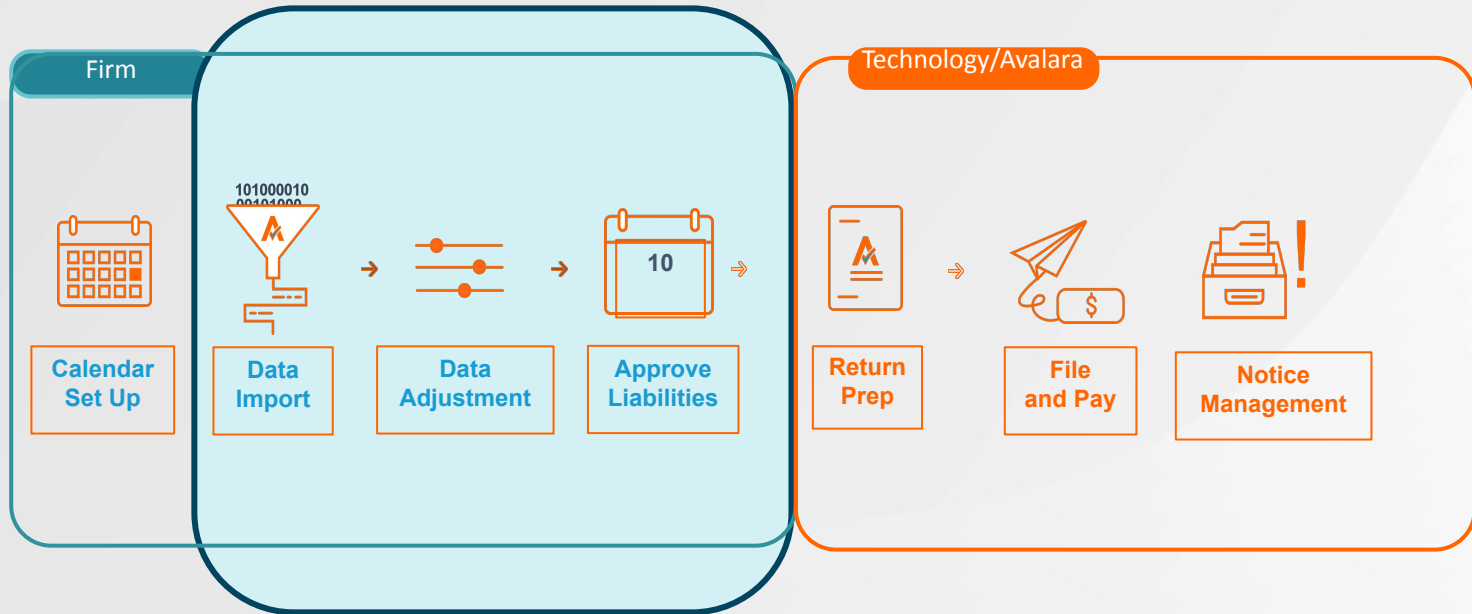 Firm
Technology/Avalara
101000010
00101000
10
$
!
Calendar
Set Up
Data
Import
Data
Adjustment
Approve
Liabilities
Return
Prep
File
and Pay
Notice
Management